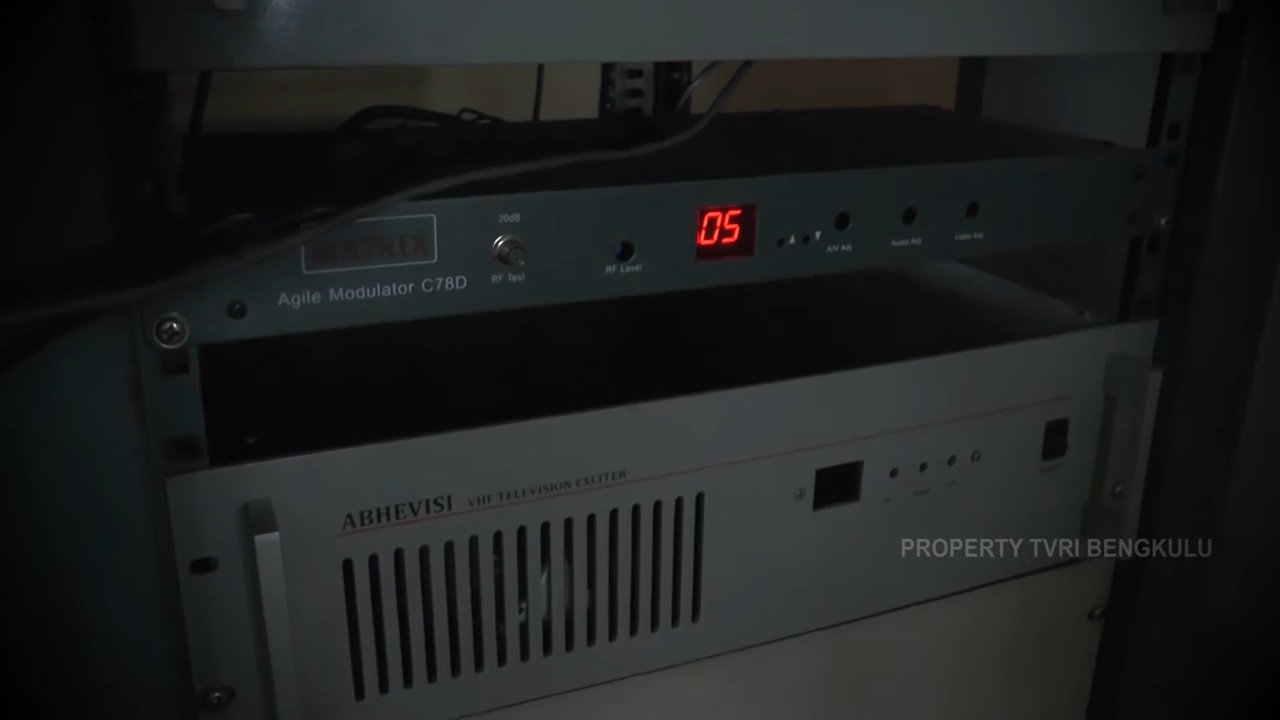 MATRIX
Agile Modulator C78D
20dB
RF Test
RF Level
05
A/V Adj
Audio Adj
Video Adj
ABHEVISI VHF TELEVISION EXCITER
PROPERTY TVRI BENGKULU